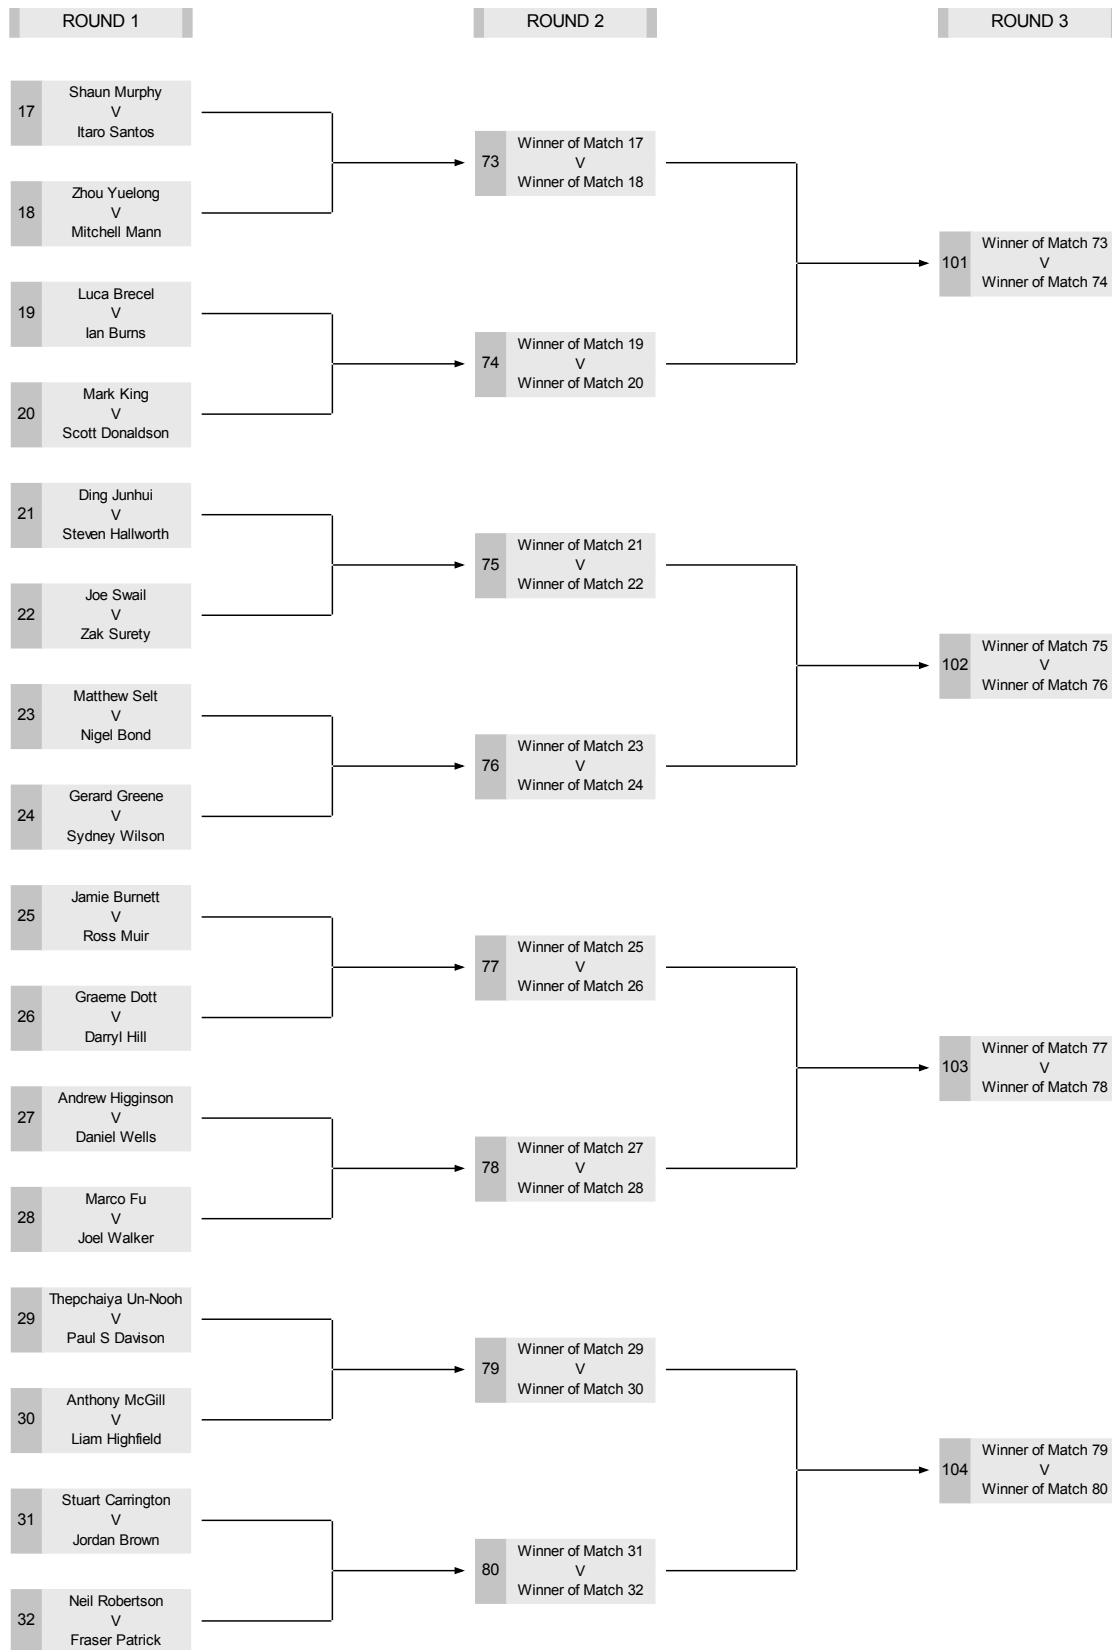 ROUND 1
ROUND 2
ROUND 3
17
Shaun Murphy
V
Itaro Santos
18
Zhou Yuelong
V
Mitchell Mann
19
Luca Brecel
V
Ian Burns
20
Mark King
V
Scott Donaldson
21
Ding Junhui
V
Steven Hallworth
22
Joe Swail
V
Zak Surety
23
Matthew Selt
V
Nigel Bond
24
Gerard Greene
V
Sydney Wilson
25
Jamie Burnett
V
Ross Muir
26
Graeme Dott
V
Darryl Hill
27
Andrew Higginson
V
Daniel Wells
28
Marco Fu
V
Joel Walker
29
Thepchaiya Un-Nooh
V
Paul S Davison
30
Anthony McGill
V
Liam Highfield
31
Stuart Carrington
V
Jordan Brown
32
Neil Robertson
V
Fraser Patrick
73
Winner of Match 17
V
Winner of Match 18
74
Winner of Match 19
V
Winner of Match 20
75
Winner of Match 21
V
Winner of Match 22
76
Winner of Match 23
V
Winner of Match 24
77
Winner of Match 25
V
Winner of Match 26
78
Winner of Match 27
V
Winner of Match 28
79
Winner of Match 29
V
Winner of Match 30
80
Winner of Match 31
V
Winner of Match 32
101
Winner of Match 73
V
Winner of Match 74
102
Winner of Match 75
V
Winner of Match 76
103
Winner of Match 77
V
Winner of Match 78
104
Winner of Match 79
V
Winner of Match 80